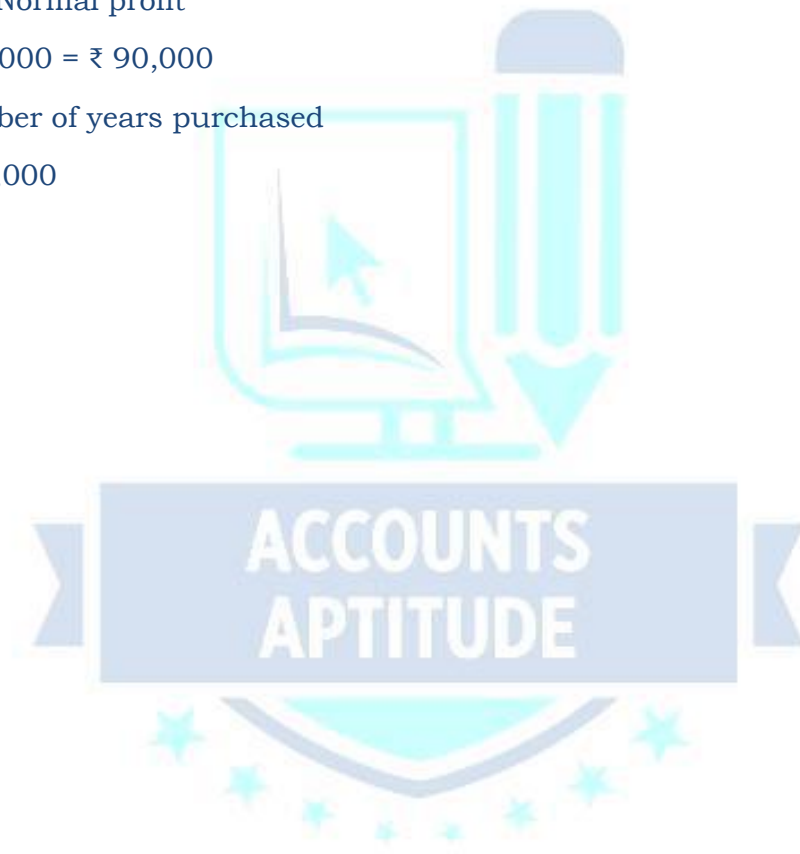 Normal profit
000 = ₹ 90,000
ber of years purchased
000
ACCOUNTS
APTITUDE